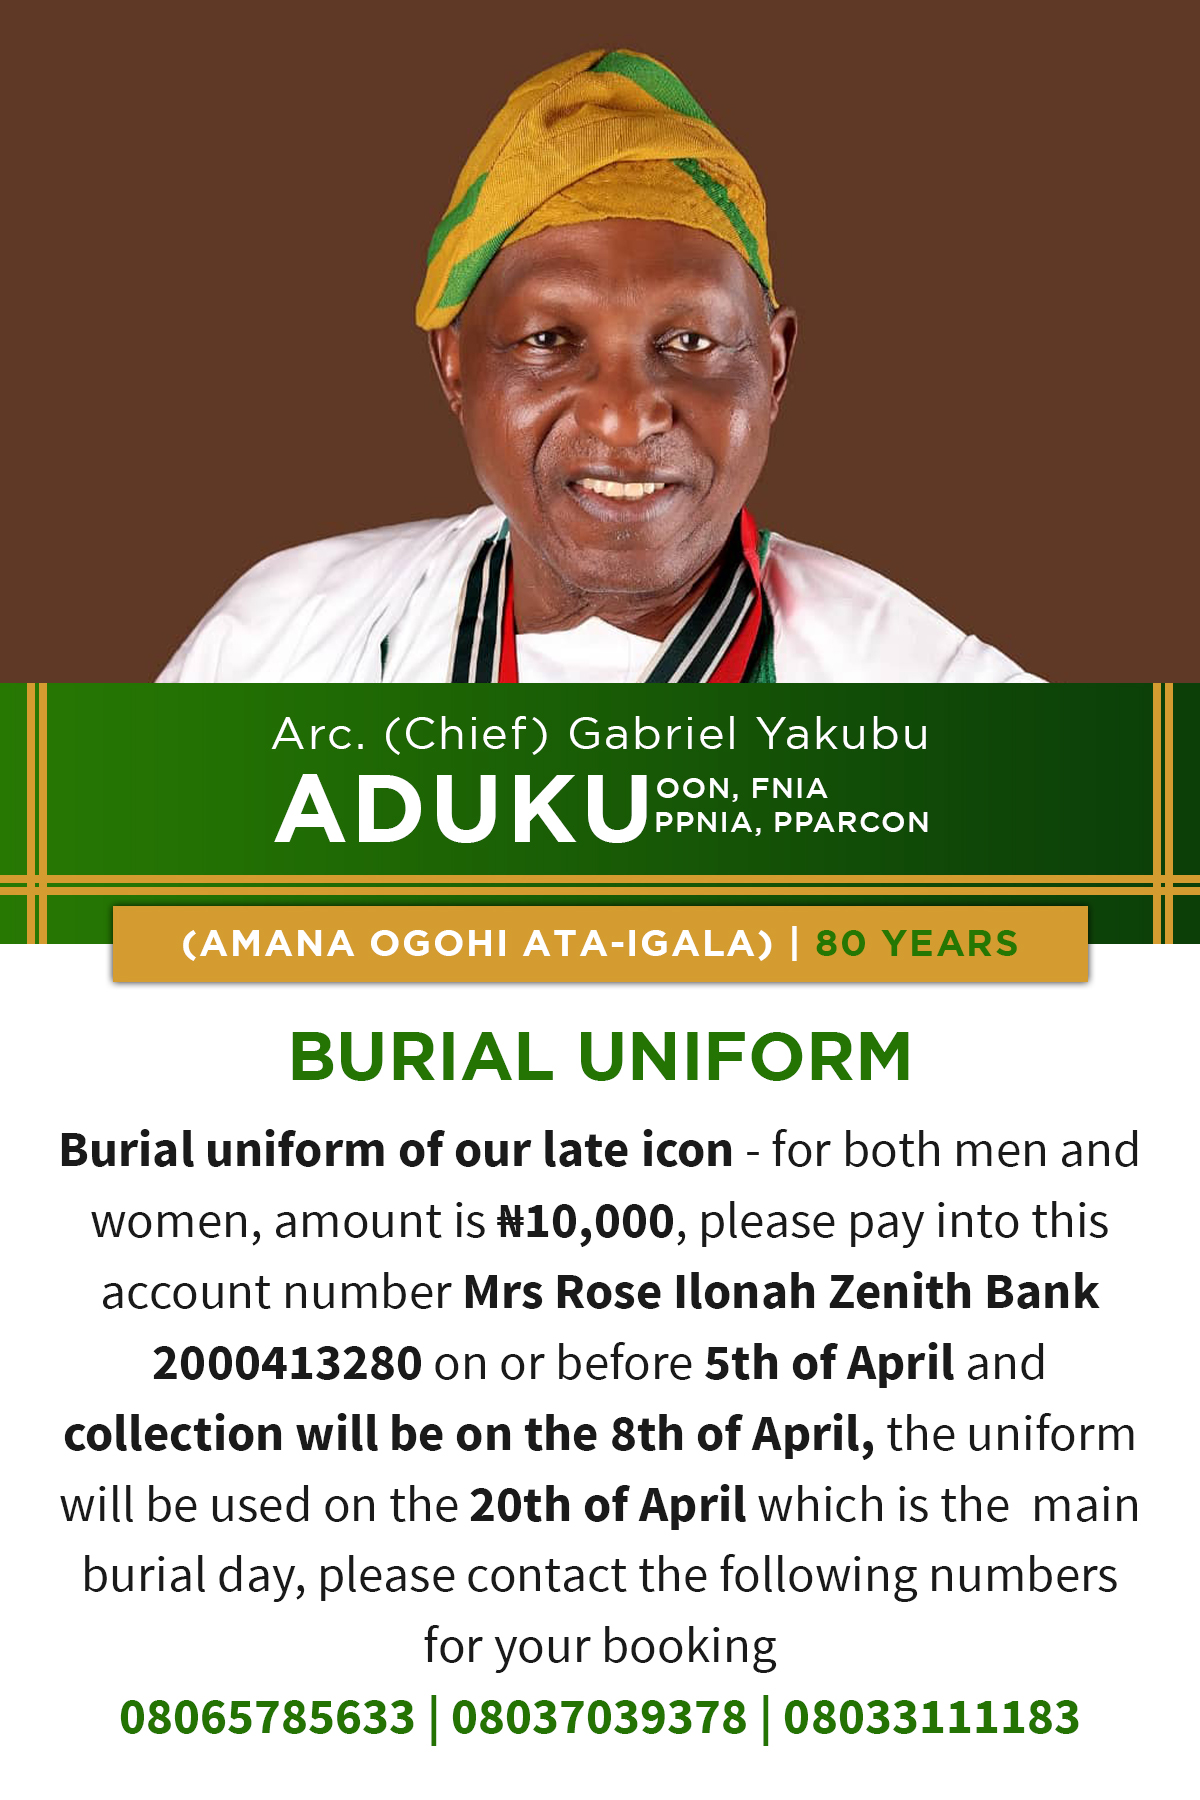 Arc. (Chief) Gabriel Yakubu
ADUKU OON, FNIA
PPNIA, PPARCON
(AMANA OGOHI ATA-IGALA) | 80 YEARS
BURIAL UNIFORM
Burial uniform of our late icon - for both men and
women, amount is ₦10,000, please pay into this
account number Mrs Rose Ilonah Zenith Bank
2000413280 on or before 5th of April and
collection will be on the 8th of April, the uniform
will be used on the 20th of April which is the  main
burial day, please contact the following numbers
for your booking
08065785633 | 08037039378 | 08033111183